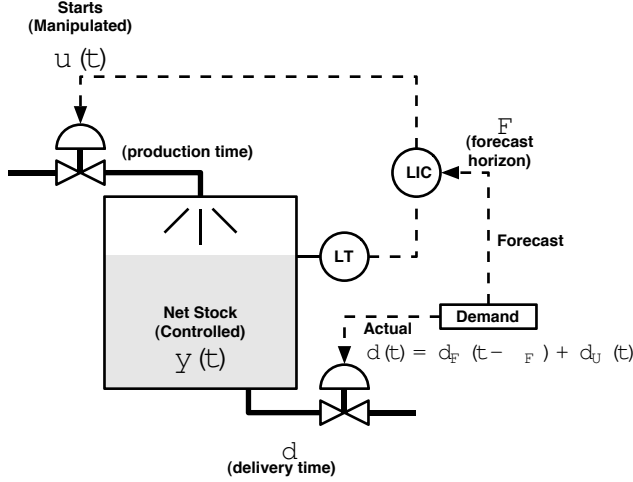 Starts
(Manipulated)
u (t)
(production time)
F
(forecast
horizon)
LIC
Forecast
LT
Net Stock
(Controlled)
y (t)
Demand
Actual
d (t) = d_F (t- _F) + d_U (t)
d
(delivery time)